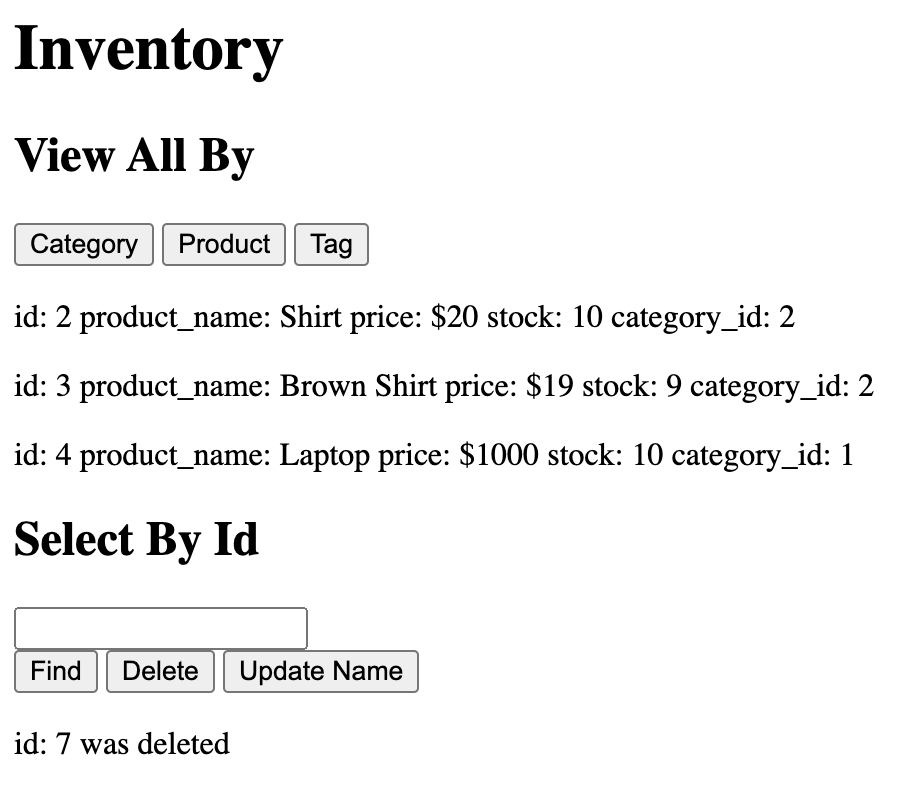 Inventory
View All By
Category Product Tag
id: 2 product_name: Shirt price: $20 stock: 10 category_id: 2
id: 3 product_name: Brown Shirt price: $19 stock: 9 category_id: 2
id: 4 product_name: Laptop price: $1000 stock: 10 category_id: 1
Select By Id
Find Delete Update Name
id: 7 was deleted